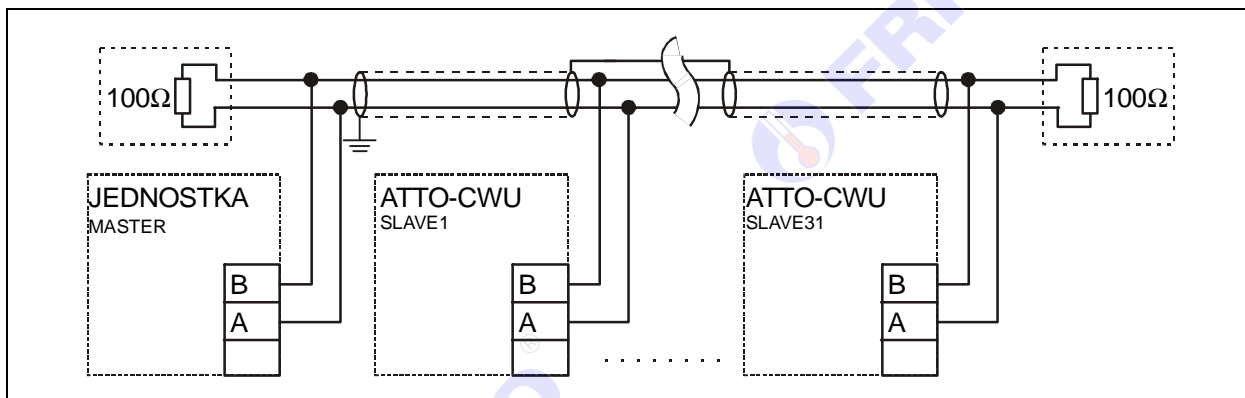 100Ω
100Ω
JEDNOSTKA
MASTER
B
A
ATTO-CWU
SLAVE1
B
A
. . . . . . . .
ATTO-CWU
SLAVE31
B
A
®